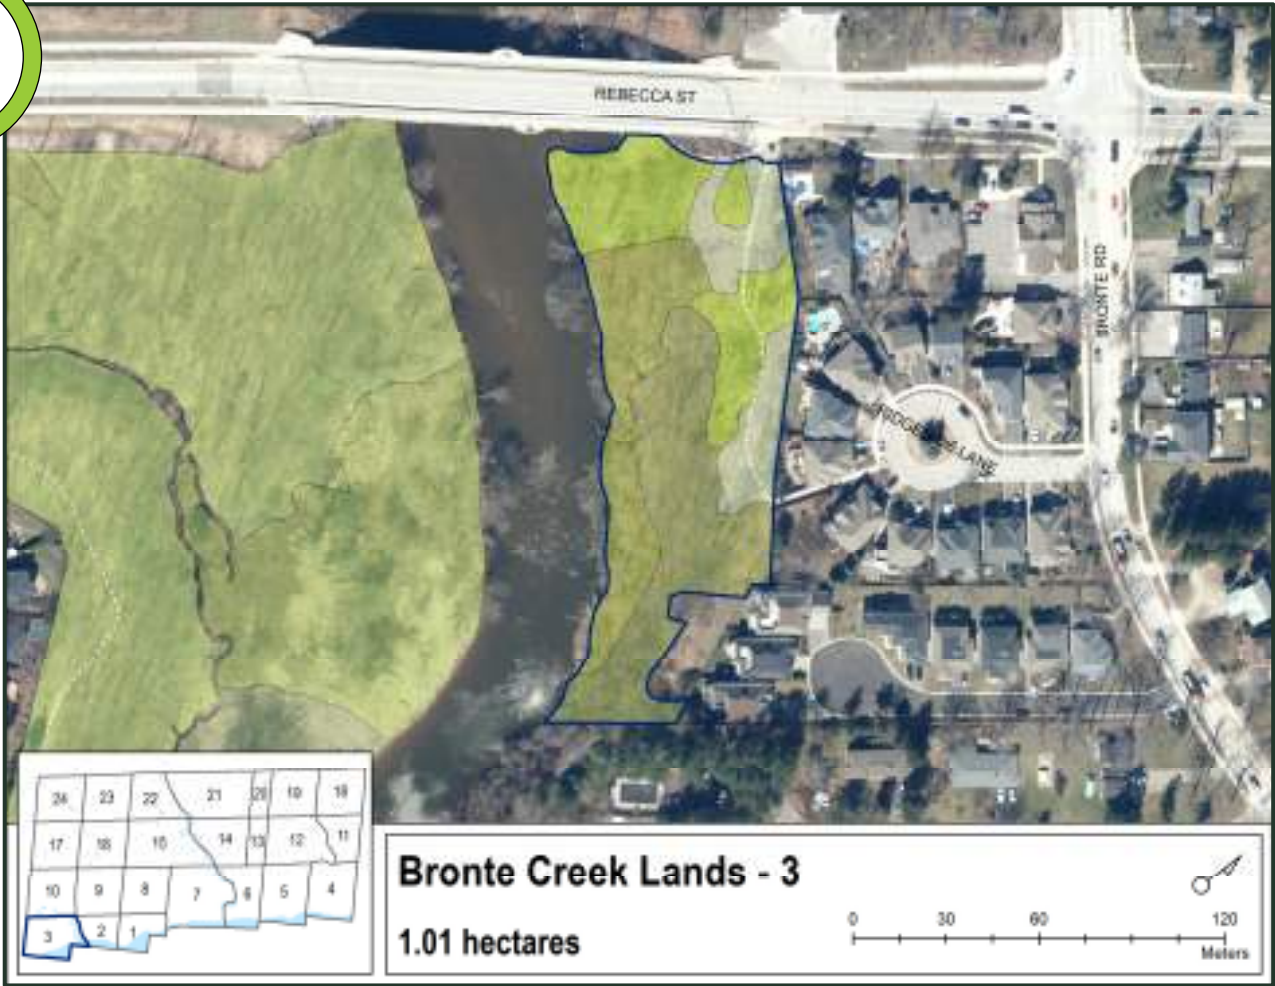 REBECCA ST
BRONTE RD
LANE
24 23 22 21 20 19 18
17 16 15 14 13 12 11
10 9 8 7 6 5 4
3 2 1
Bronte Creek Lands - 3
1.01 hectares
0 30 60 120
Meters